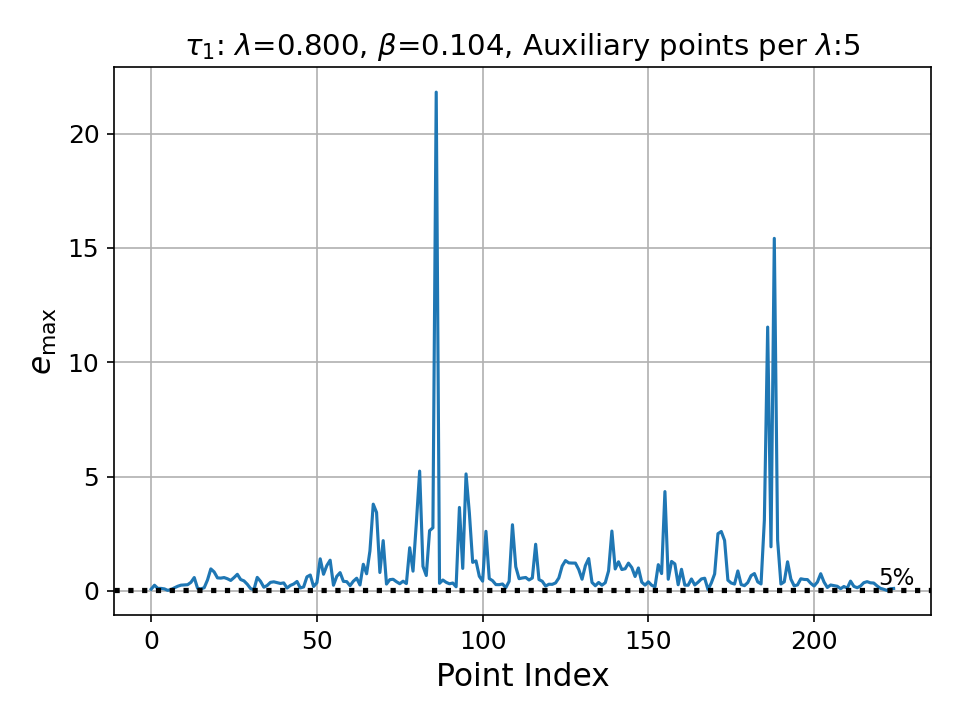 τ₁: λ=0.800, β=0.104, Auxiliary points per λ:5
20
15
10
5
0
e_max
5%
0 50 100 150 200
Point Index